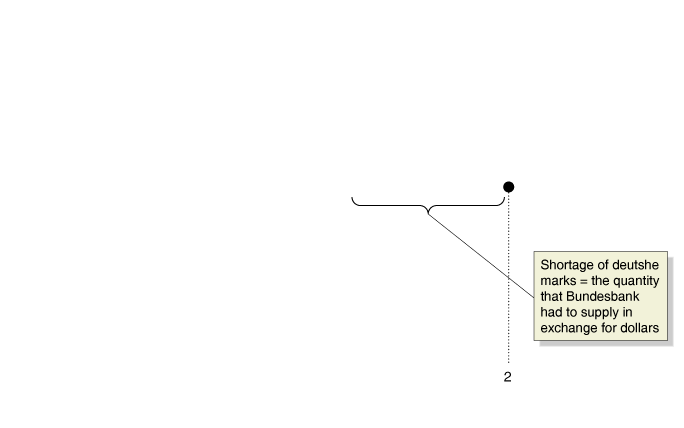 Shortage of deutshe
marks = the quantity
that Bundesbank
had to supply in
exchange for dollars
2